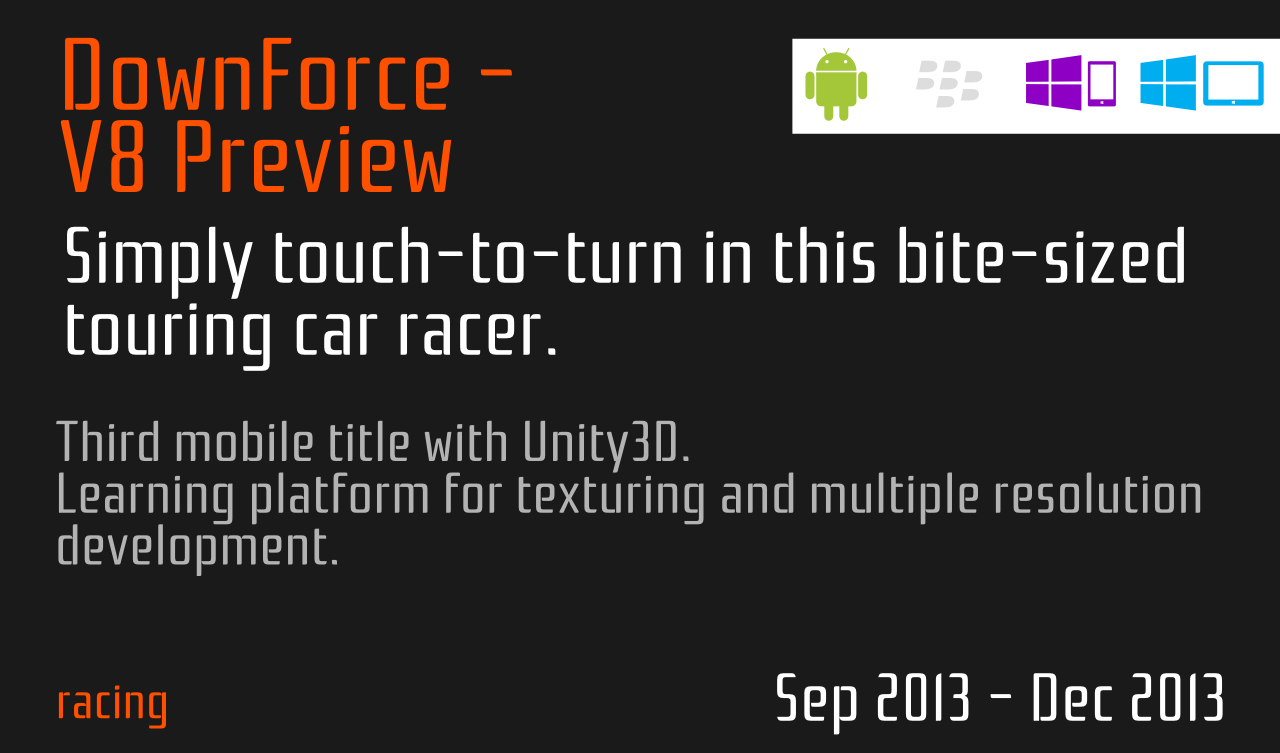 DownForce -
V8 Preview
Simply touch-to-turn in this bite-sized
touring car racer.
Third mobile title with Unity3D.
Learning platform for texturing and multiple resolution
development.
racing
Sep 2013 - Dec 2013